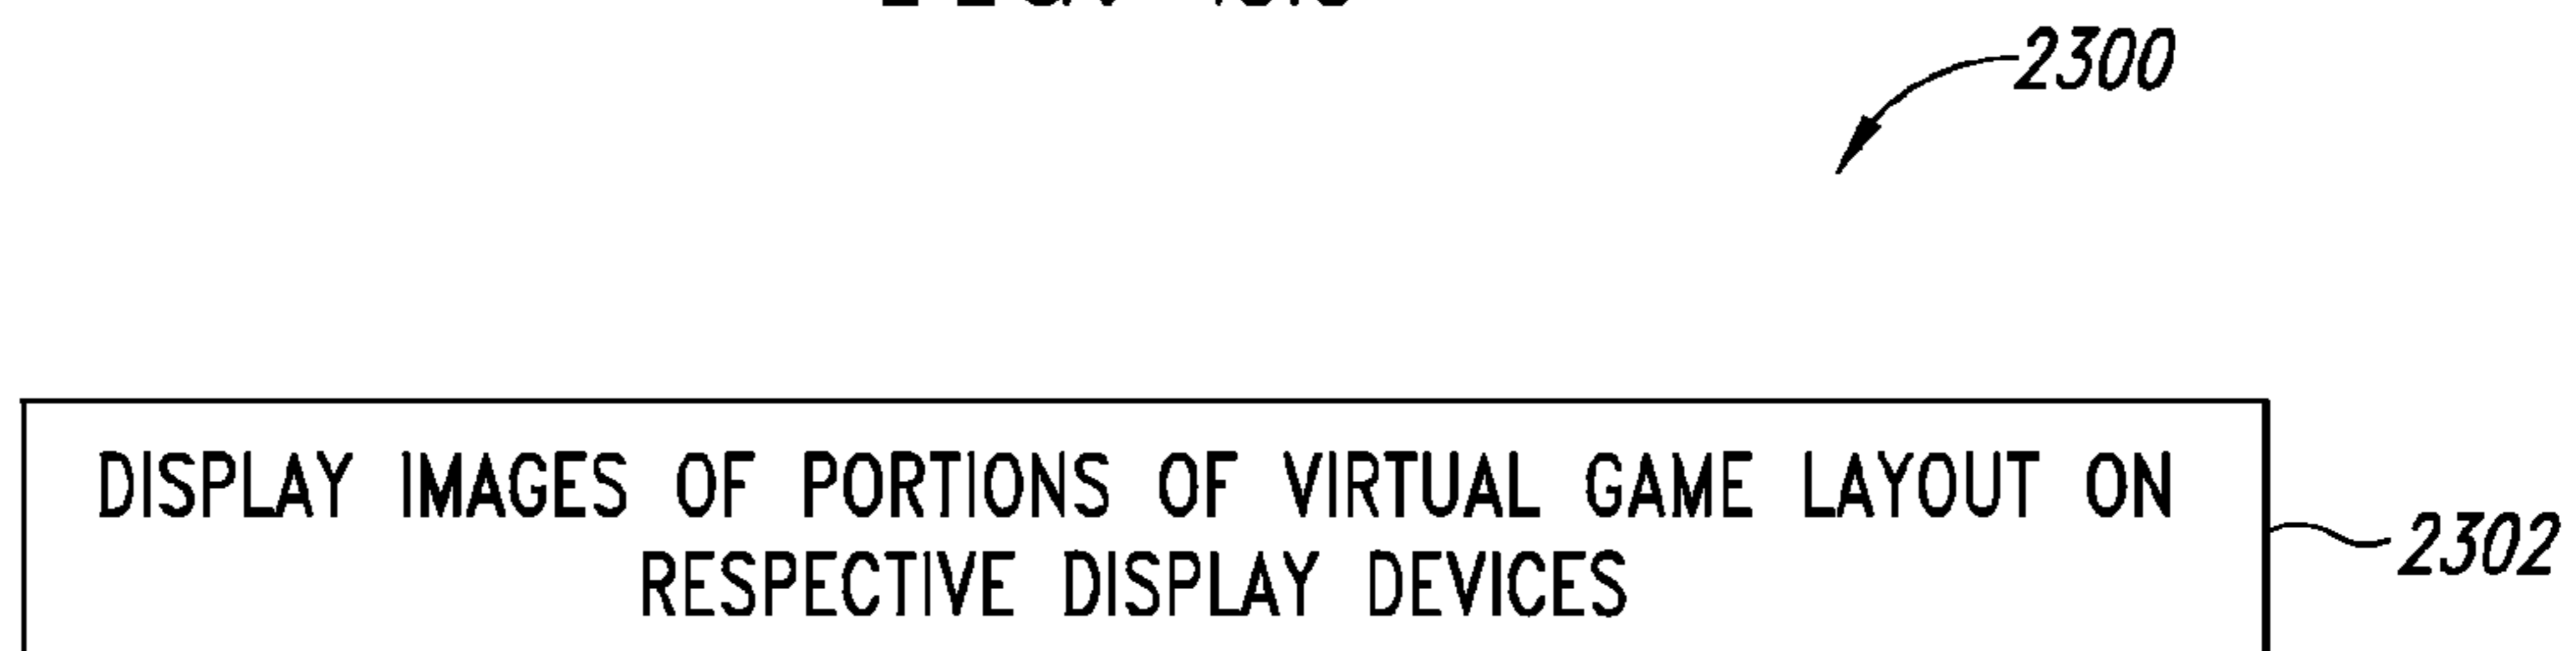 2300
DISPLAY IMAGES OF PORTIONS OF VIRTUAL GAME LAYOUT ON
RESPECTIVE DISPLAY DEVICES
2302